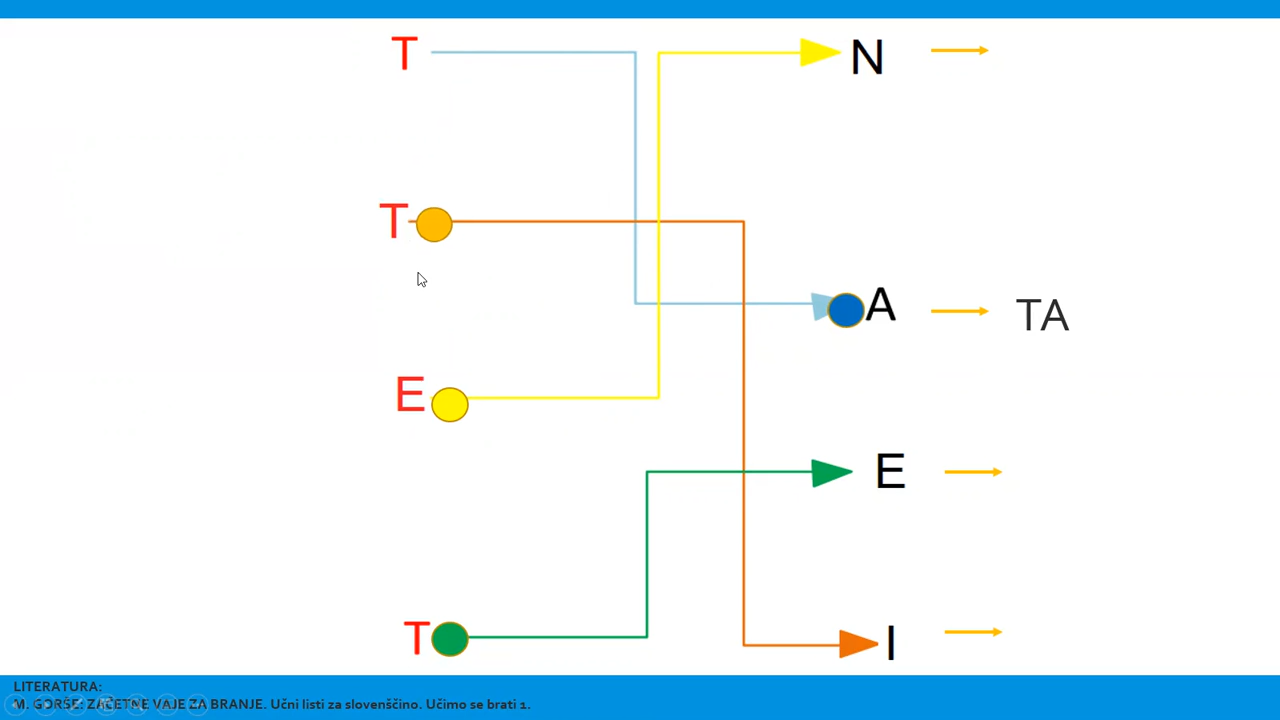 T N
T
A TA
E
E
T I
LITERATURA:
M. GORŠE: ZAČETNE VAJE ZA BRANJE. Učni listi za slovenščino. Učimo se brati 1.